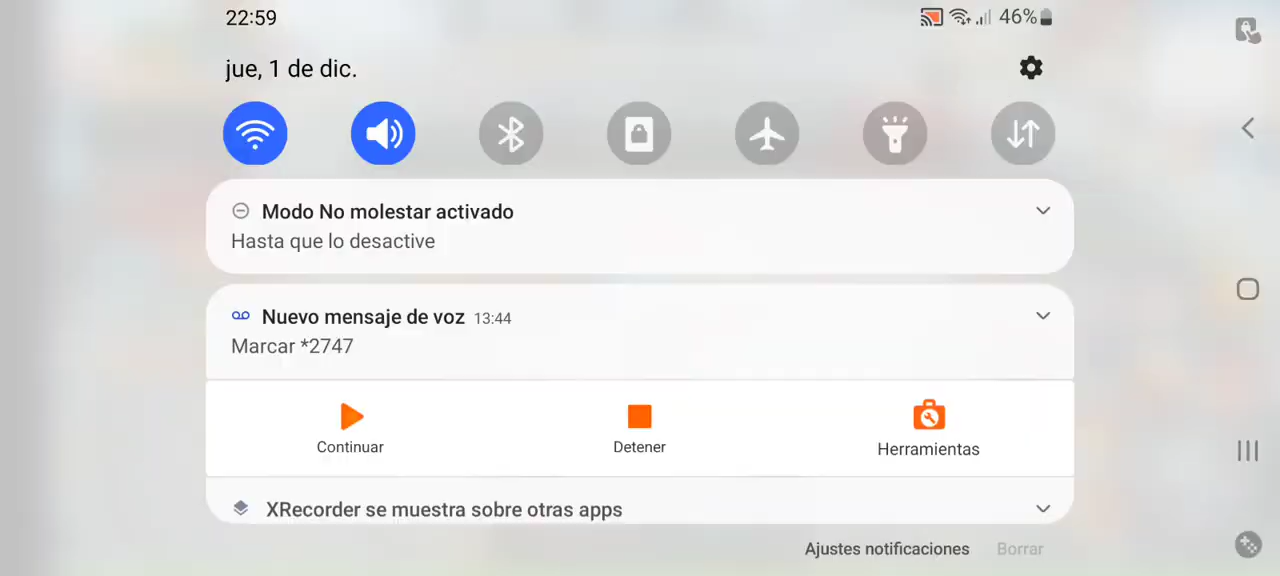 22:59
46%
jue, 1 de dic.
Modo No molestar activado
Hasta que lo desactive
Nuevo mensaje de voz 13:44
Marcar *2747
Continuar
Detener
Herramientas
XRecorder se muestra sobre otras apps
Ajustes notificaciones
Borrar